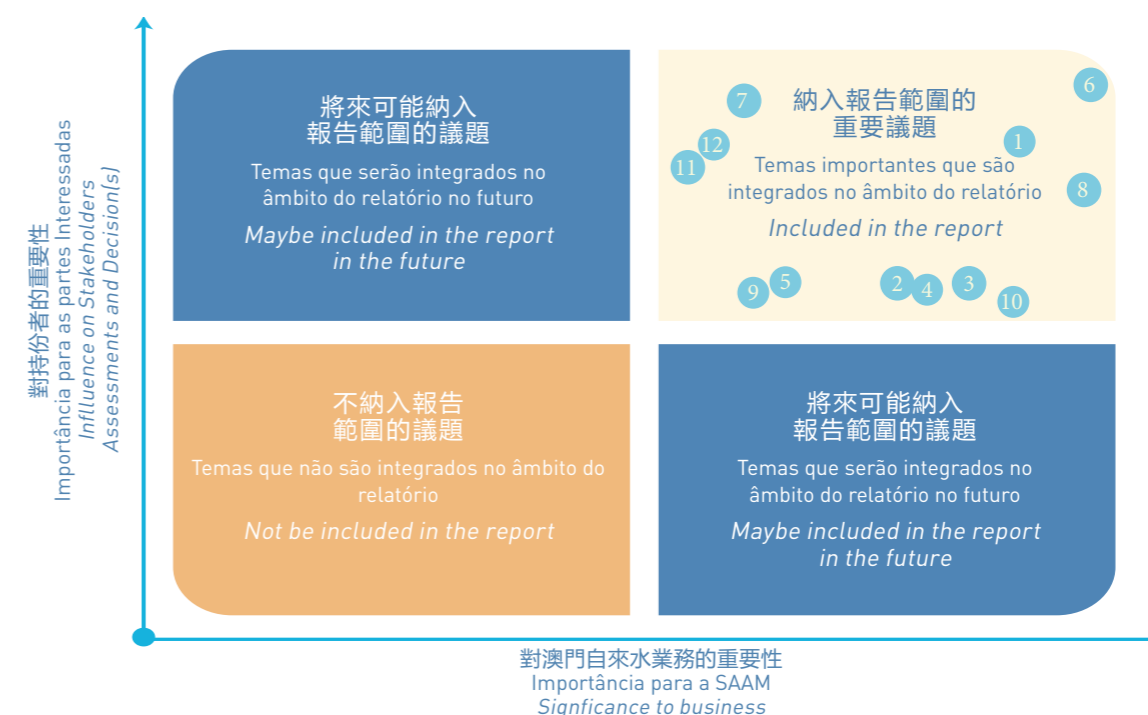 對持份者的重要性
Importância para as partes Interessadas
Inflluence on Stakeholders
Assessments and Decision(s)
將來可能納入
報告範圍的議題
Temas que serão integrados no
âmbito do relatório no futuro
Maybe included in the report
in the future
納入報告範圍的
重要議題
Temas importantes que são
integrados no âmbito do relatório
Included in the report
7
6
12
1
11
8
9
5
2
4
3
10
不納入報告
範圍的議題
Temas que não são integrados no âmbito do
relatório
Not be included in the report
將來可能納入
報告範圍的議題
Temas que serão integrados no
âmbito do relatório no futuro
Maybe included in the report
in the future
對澳門自來水業務的重要性
Importância para a SAAM
Signficance to business